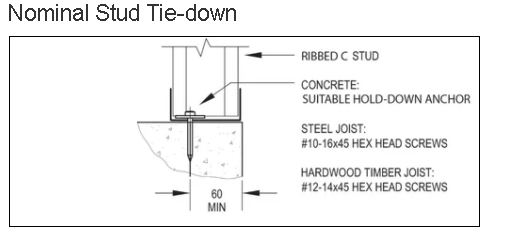 Nominal Stud Tie-down
RIBBED C STUD
CONCRETE:
SUITABLE HOLD-DOWN ANCHOR
STEEL JOIST:
#10-16x45 HEX HEAD SCREWS
HARDWOOD TIMBER JOIST:
#12-14x45 HEX HEAD SCREWS
60
MIN